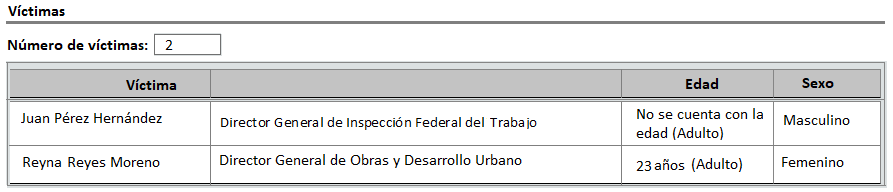 Víctimas
Número de víctimas: 2
Víctima Edad Sexo
Juan Pérez Hernández Director General de Inspección Federal del Trabajo No se cuenta con la edad (Adulto) Masculino
Reyna Reyes Moreno Director General de Obras y Desarrollo Urbano 23 años (Adulto) Femenino